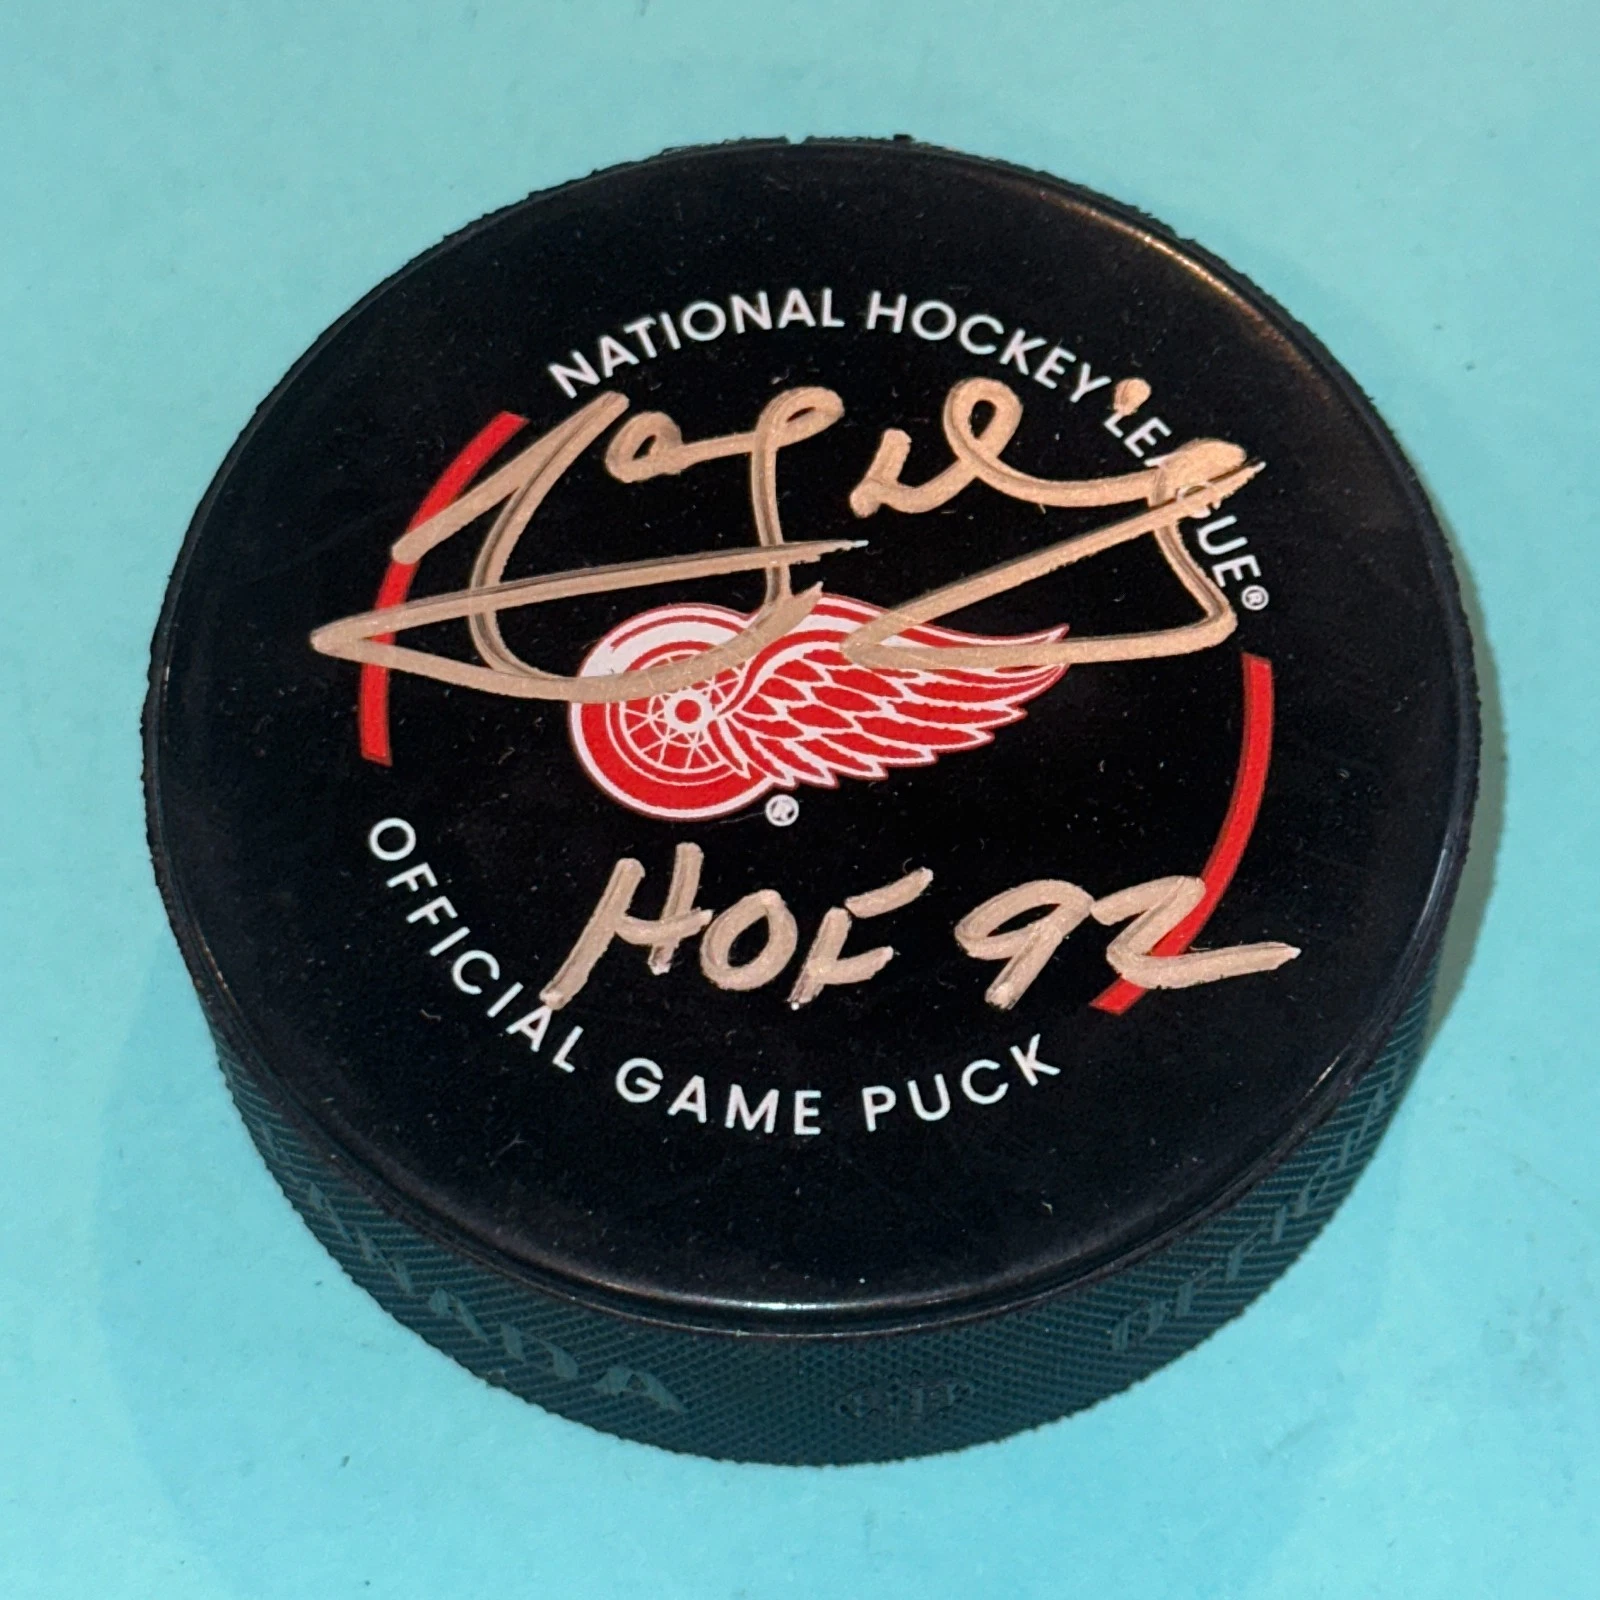 NATIONAL HOCKEY LEAGUE®
®
HOF 92
OFFICIAL GAME PUCK